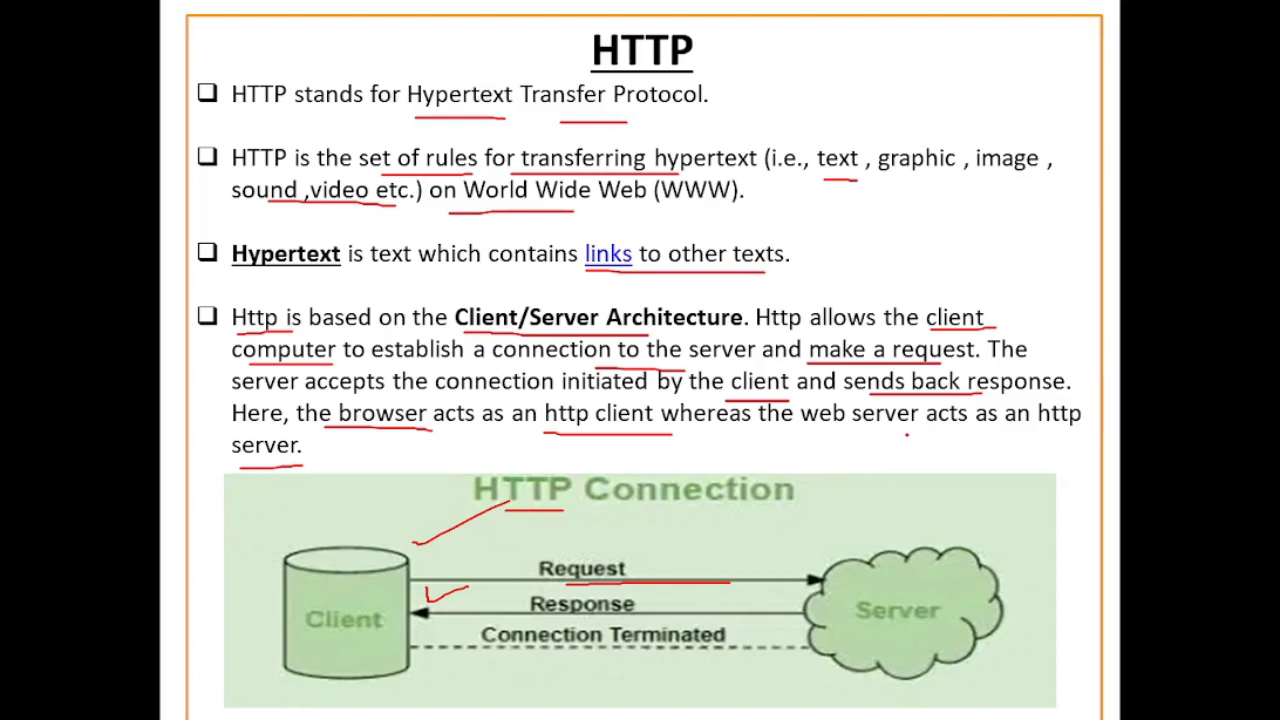 HTTP
HTTP stands for Hypertext Transfer Protocol.
HTTP is the set of rules for transferring hypertext (i.e., text , graphic , image ,
sound ,video etc.) on World Wide Web (WWW).
Hypertext is text which contains links to other texts.
Http is based on the Client/Server Architecture. Http allows the client
computer to establish a connection to the server and make a request. The
server accepts the connection initiated by the client and sends back response.
Here, the browser acts as an http client whereas the web server acts as an http
server.
HTTP Connection
Request
Response
Client
Server
Connection Terminated